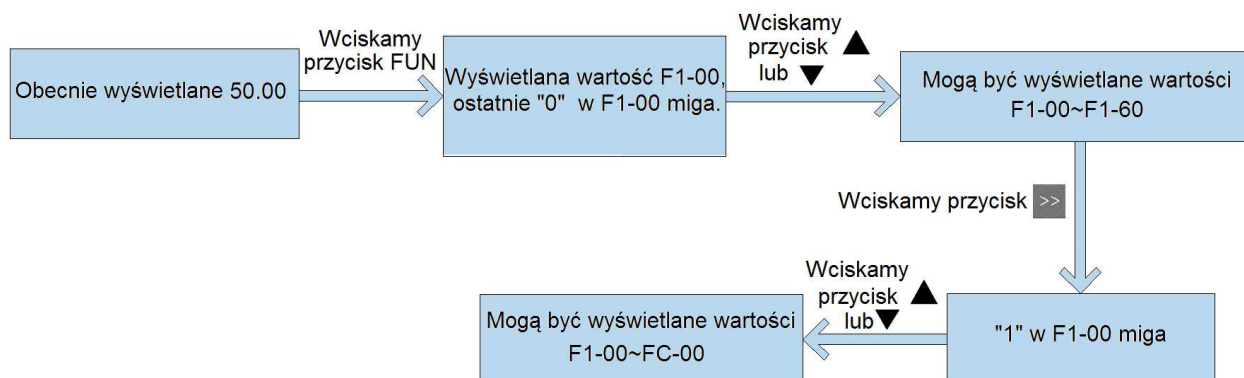 Obecnie wyświetlane 50.00
Wciskamy
przycisk FUN
Wyświetlana wartość F1-00,
ostatnie "0" w F1-00 miga.
Wciskamy
przycisk ▲
lub ▼
Mogą być wyświetlane wartości
F1-00~F1-60
Wciskamy przycisk >>
"1" w F1-00 miga
Wciskamy
przycisk ▲
lub ▼
Mogą być wyświetlane wartości
F1-00~FC-00